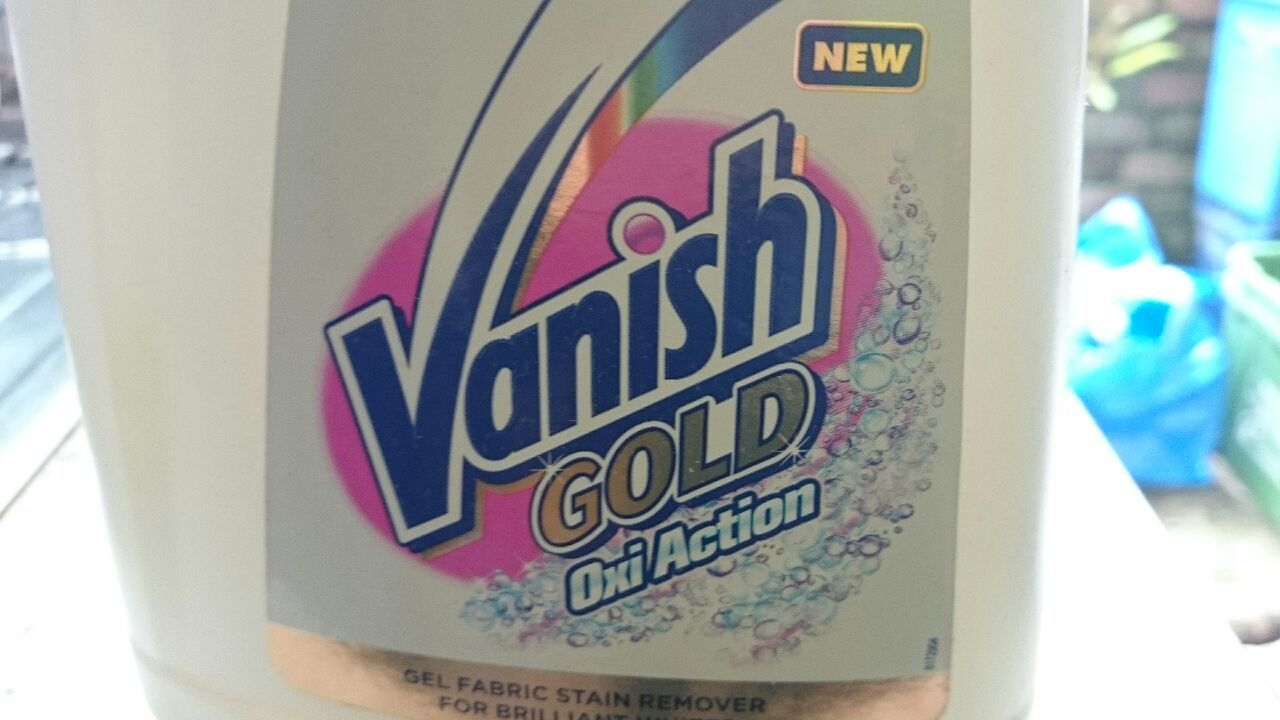 NEW
Vanish
GOLD
Oxi Action
GEL FABRIC STAIN REMOVER
FOR BRILLIANT